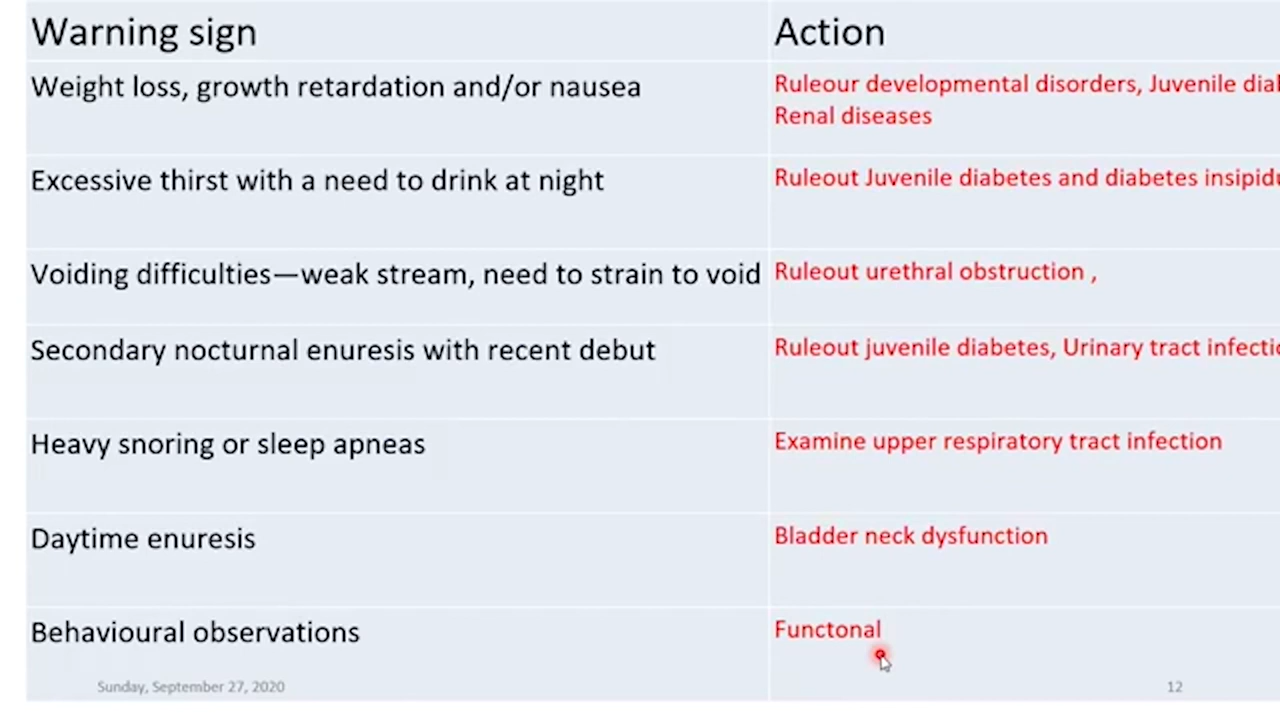 Warning sign
Action
Weight loss, growth retardation and/or nausea
Ruleour developmental disorders, Juvenile
Renal diseases
Excessive thirst with a need to drink at night
Ruleout Juvenile diabetes and diabetes
Voiding difficulties—weak stream, need to strain to void
Ruleout urethral obstruction ,
Secondary nocturnal enuresis with recent debut
Ruleout juvenile diabetes, Urinary tract
Heavy snoring or sleep apneas
Examine upper respiratory tract infection
Daytime enuresis
Bladder neck dysfunction
Behavioural observations
Functonal
Sunday, September 27, 2020
12